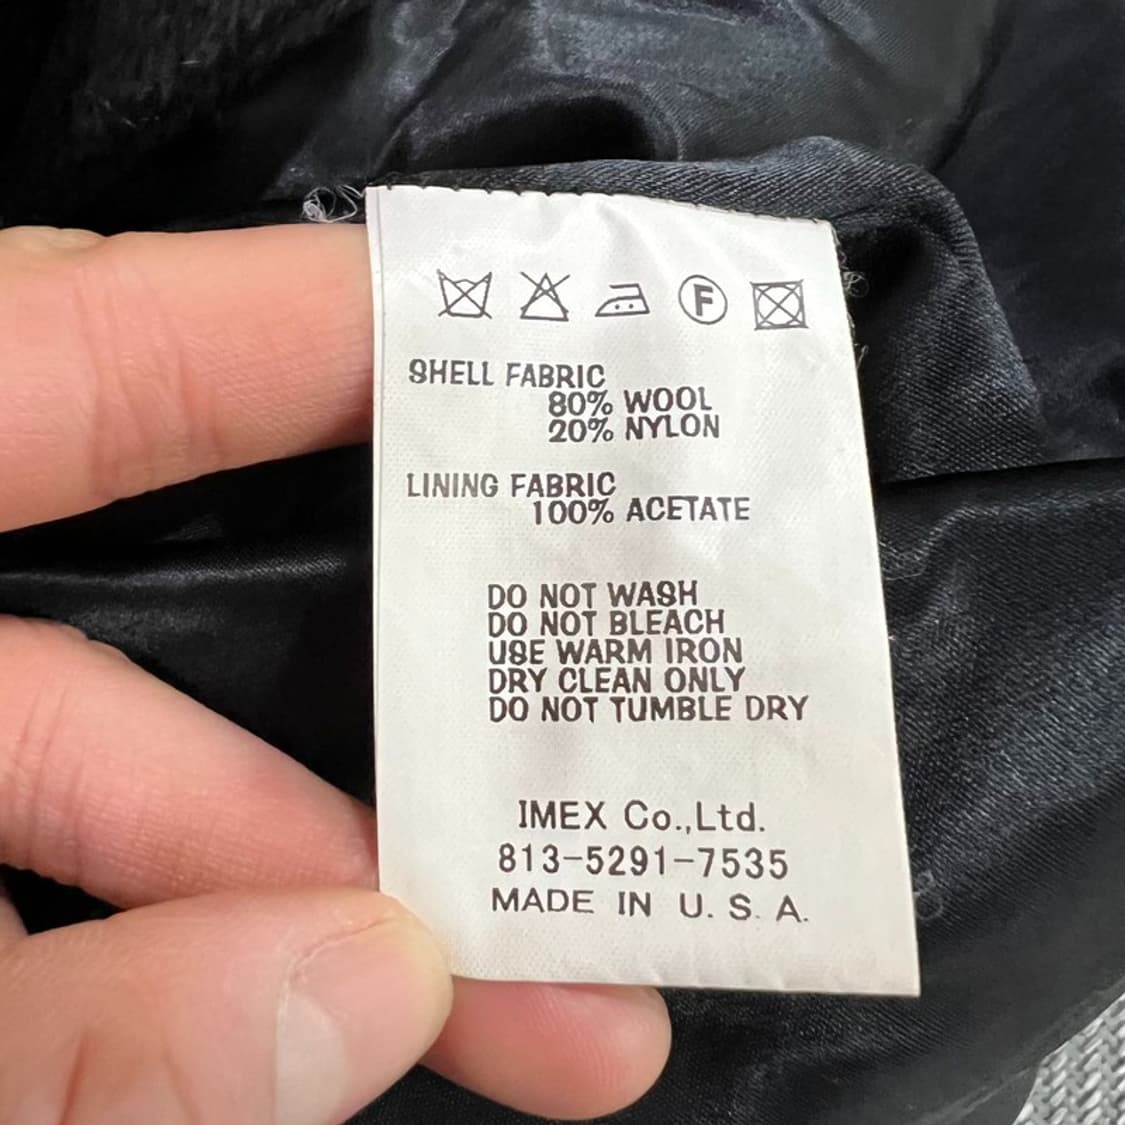 F
SHELL FABRIC
80% WOOL
20% NYLON
LINING FABRIC
100% ACETATE
DO NOT WASH
DO NOT BLEACH
USE WARM IRON
DRY CLEAN ONLY
DO NOT TUMBLE DRY
IMEX Co.,Ltd.
813-5291-7535
MADE IN U. S. A.